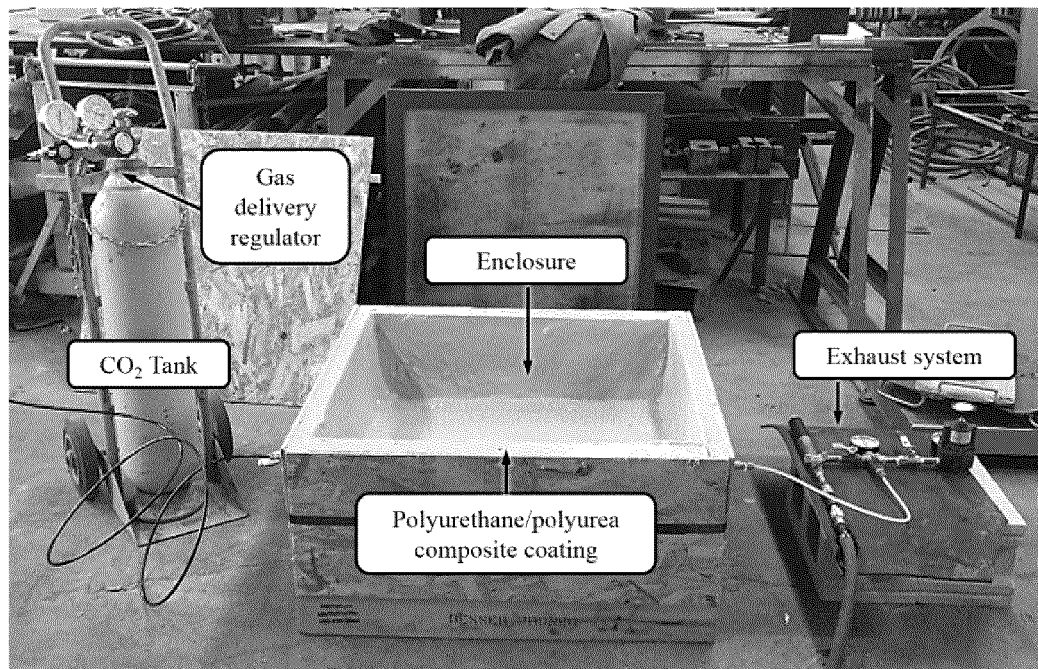 Gas
delivery
regulator
Enclosure
CO₂ Tank
Exhaust system
Polyurethane/polyurea
composite coating